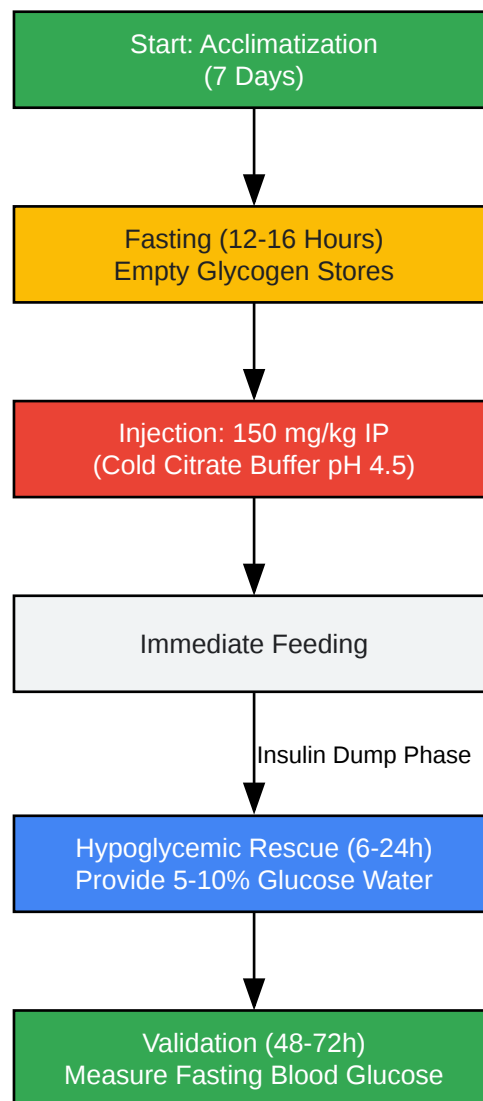 Start: Acclimatization
(7 Days)
Fasting (12-16 Hours)
Empty Glycogen Stores
Injection: 150 mg/kg IP
(Cold Citrate Buffer pH 4.5)
Immediate Feeding
Insulin Dump Phase
Hypoglycemic Rescue (6-24h)
Provide 5-10% Glucose Water
Validation (48-72h)
Measure Fasting Blood Glucose